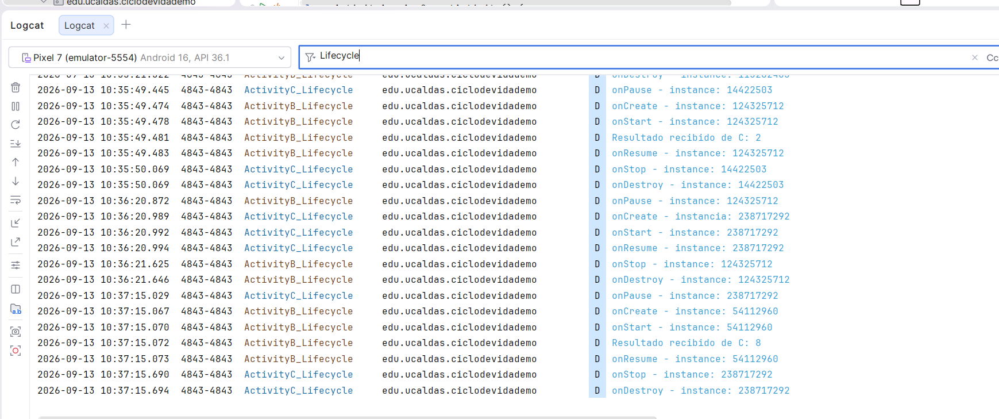 edu.ucaldas.ciclodevidademo
Logcat Logcat
Pixel 7 (emulator-5554) Android 16, API 36.1 Lifecycle Cc
ActivityB_Lifecycle edu.ucaldas.ciclodevidademo D onDestroy - instance:
2026-09-13 10:35:49.445 4843-4843 ActivityC_Lifecycle edu.ucaldas.ciclodevidademo D onPause - instance: 14422503
2026-09-13 10:35:49.474 4843-4843 ActivityB_Lifecycle edu.ucaldas.ciclodevidademo D onCreate - instance: 124325712
2026-09-13 10:35:49.478 4843-4843 ActivityB_Lifecycle edu.ucaldas.ciclodevidademo D onStart - instance: 124325712
2026-09-13 10:35:49.481 4843-4843 ActivityB_Lifecycle edu.ucaldas.ciclodevidademo D Resultado recibido de C: 2
2026-09-13 10:35:49.483 4843-4843 ActivityB_Lifecycle edu.ucaldas.ciclodevidademo D onResume - instance: 124325712
2026-09-13 10:35:50.069 4843-4843 ActivityC_Lifecycle edu.ucaldas.ciclodevidademo D onStop - instance: 14422503
2026-09-13 10:35:50.069 4843-4843 ActivityC_Lifecycle edu.ucaldas.ciclodevidademo D onDestroy - instance: 14422503
2026-09-13 10:36:20.872 4843-4843 ActivityB_Lifecycle edu.ucaldas.ciclodevidademo D onPause - instance: 124325712
2026-09-13 10:36:20.989 4843-4843 ActivityC_Lifecycle edu.ucaldas.ciclodevidademo D onCreate - instancia: 238717292
2026-09-13 10:36:20.992 4843-4843 ActivityC_Lifecycle edu.ucaldas.ciclodevidademo D onStart - instance: 238717292
2026-09-13 10:36:20.994 4843-4843 ActivityC_Lifecycle edu.ucaldas.ciclodevidademo D onResume - instance: 238717292
2026-09-13 10:36:21.625 4843-4843 ActivityB_Lifecycle edu.ucaldas.ciclodevidademo D onStop - instance: 124325712
2026-09-13 10:36:21.646 4843-4843 ActivityB_Lifecycle edu.ucaldas.ciclodevidademo D onDestroy - instance: 124325712
2026-09-13 10:37:15.029 4843-4843 ActivityC_Lifecycle edu.ucaldas.ciclodevidademo D onPause - instance: 238717292
2026-09-13 10:37:15.067 4843-4843 ActivityB_Lifecycle edu.ucaldas.ciclodevidademo D onCreate - instance: 54112960
2026-09-13 10:37:15.070 4843-4843 ActivityB_Lifecycle edu.ucaldas.ciclodevidademo D onStart - instance: 54112960
2026-09-13 10:37:15.072 4843-4843 ActivityB_Lifecycle edu.ucaldas.ciclodevidademo D Resultado recibido de C: 8
2026-09-13 10:37:15.073 4843-4843 ActivityB_Lifecycle edu.ucaldas.ciclodevidademo D onResume - instance: 54112960
2026-09-13 10:37:15.690 4843-4843 ActivityC_Lifecycle edu.ucaldas.ciclodevidademo D onStop - instance: 238717292
2026-09-13 10:37:15.694 4843-4843 ActivityC_Lifecycle edu.ucaldas.ciclodevidademo D onDestroy - instance: 238717292